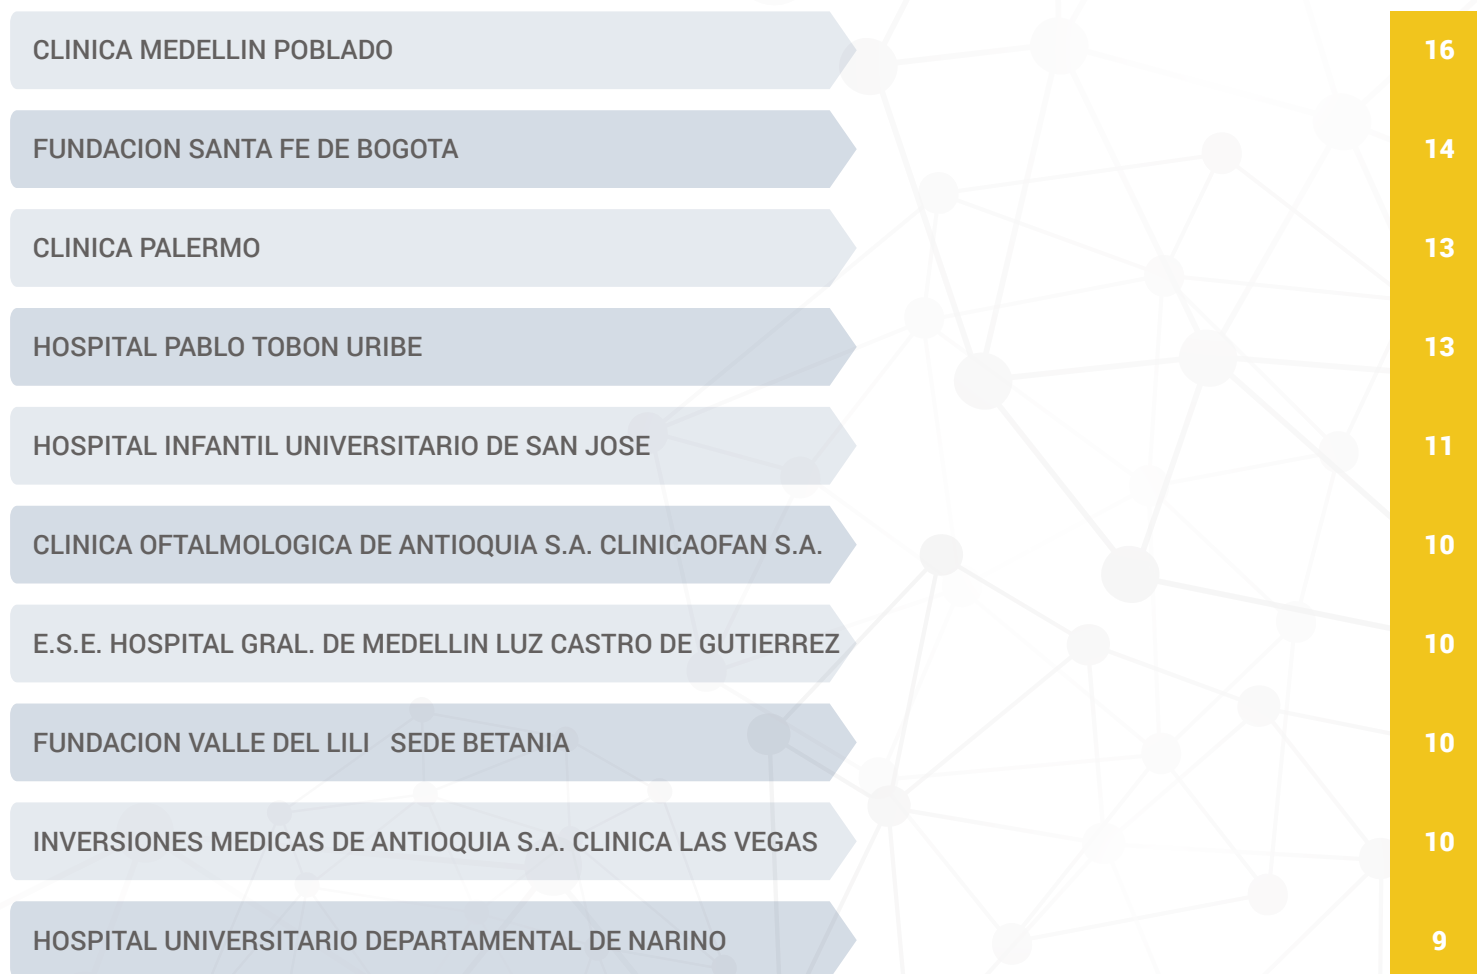 CLINICA MEDELLIN POBLADO 16
FUNDACION SANTA FE DE BOGOTA 14
CLINICA PALERMO 13
HOSPITAL PABLO TOBON URIBE 13
HOSPITAL INFANTIL UNIVERSITARIO DE SAN JOSE 11
CLINICA OFTALMOLOGICA DE ANTIOQUIA S.A. CLINICAOFAN S.A. 10
E.S.E. HOSPITAL GRAL. DE MEDELLIN LUZ CASTRO DE GUTIERREZ 10
FUNDACION VALLE DEL LILI SEDE BETANIA 10
INVERSIONES MEDICAS DE ANTIOQUIA S.A. CLINICA LAS VEGAS 10
HOSPITAL UNIVERSITARIO DEPARTAMENTAL DE NARINO 9